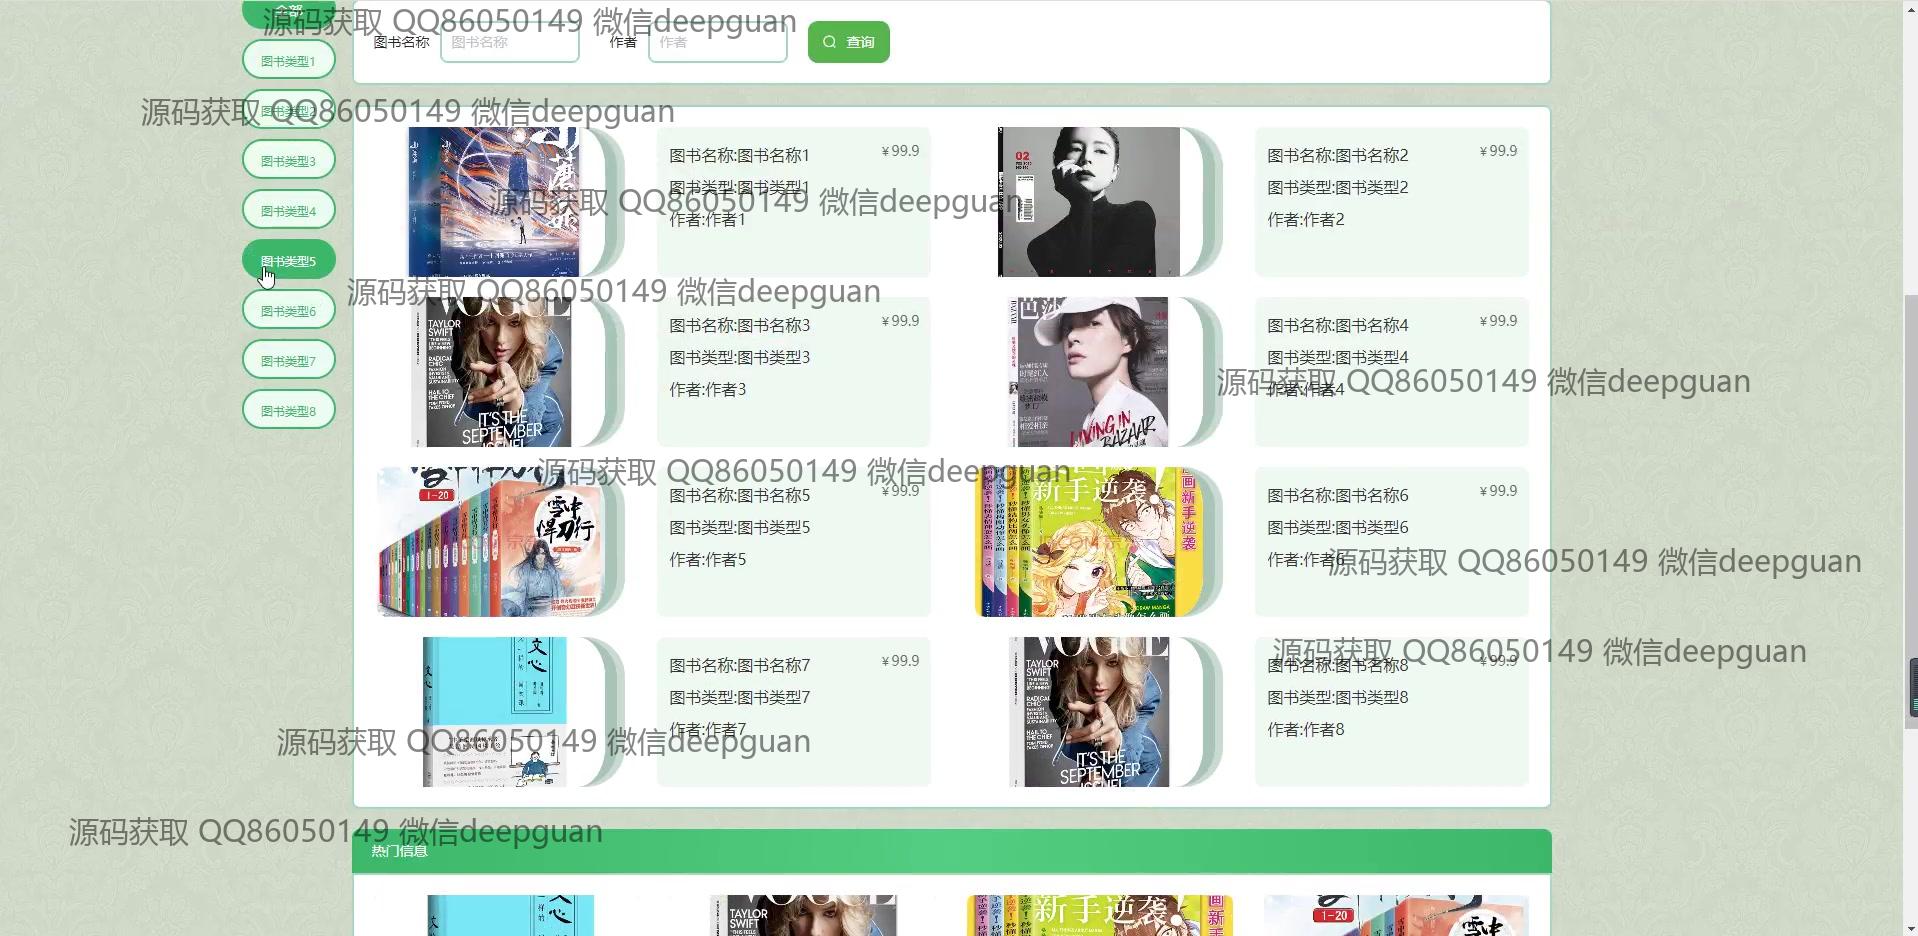 全部
图书类型1
图书类型2
图书类型3
图书类型4
图书类型5
图书类型6
图书类型7
图书类型8
图书名称 图书名称 作者 作者 查询
图书名称:图书名称1 ¥99.9
图书类型:图书类型1
作者:作者1
02
图书名称:图书名称2 ¥99.9
图书类型:图书类型2
作者:作者2
VOGUE
TAYLOR
SWIFT
IT'S THE
SEPTEMBER
ISSUE!
图书名称:图书名称3 ¥99.9
图书类型:图书类型3
作者:作者3
芭莎
LIVING IN
BAZAAR
图书名称:图书名称4 ¥99.9
图书类型:图书类型4
作者:作者4
1-20
雪中
悍刀行
图书名称:图书名称5 ¥99.9
图书类型:图书类型5
作者:作者5
新手逆袭!
画新手逆袭
图书名称:图书名称6 ¥99.9
图书类型:图书类型6
作者:作者6
文心
图书名称:图书名称7 ¥99.9
图书类型:图书类型7
作者:作者7
VOGUE
TAYLOR
SWIFT
IT'S THE
SEPTEMBER
ISSUE!
图书名称:图书名称8 ¥99.9
图书类型:图书类型8
作者:作者8
热门信息
文心
VOGUE
TAYLOR
SWIFT
新手逆袭!
1-20
雪中
源码获取 QQ86050149 微信deepguan
源码获取 QQ86050149 微信deepguan
源码获取 QQ86050149 微信deepguan
源码获取 QQ86050149 微信deepguan
源码获取 QQ86050149 微信deepguan
源码获取 QQ86050149 微信deepguan
源码获取 QQ86050149 微信deepguan
源码获取 QQ86050149 微信deepguan
源码获取 QQ86050149 微信deepguan
源码获取 QQ86050149 微信deepguan